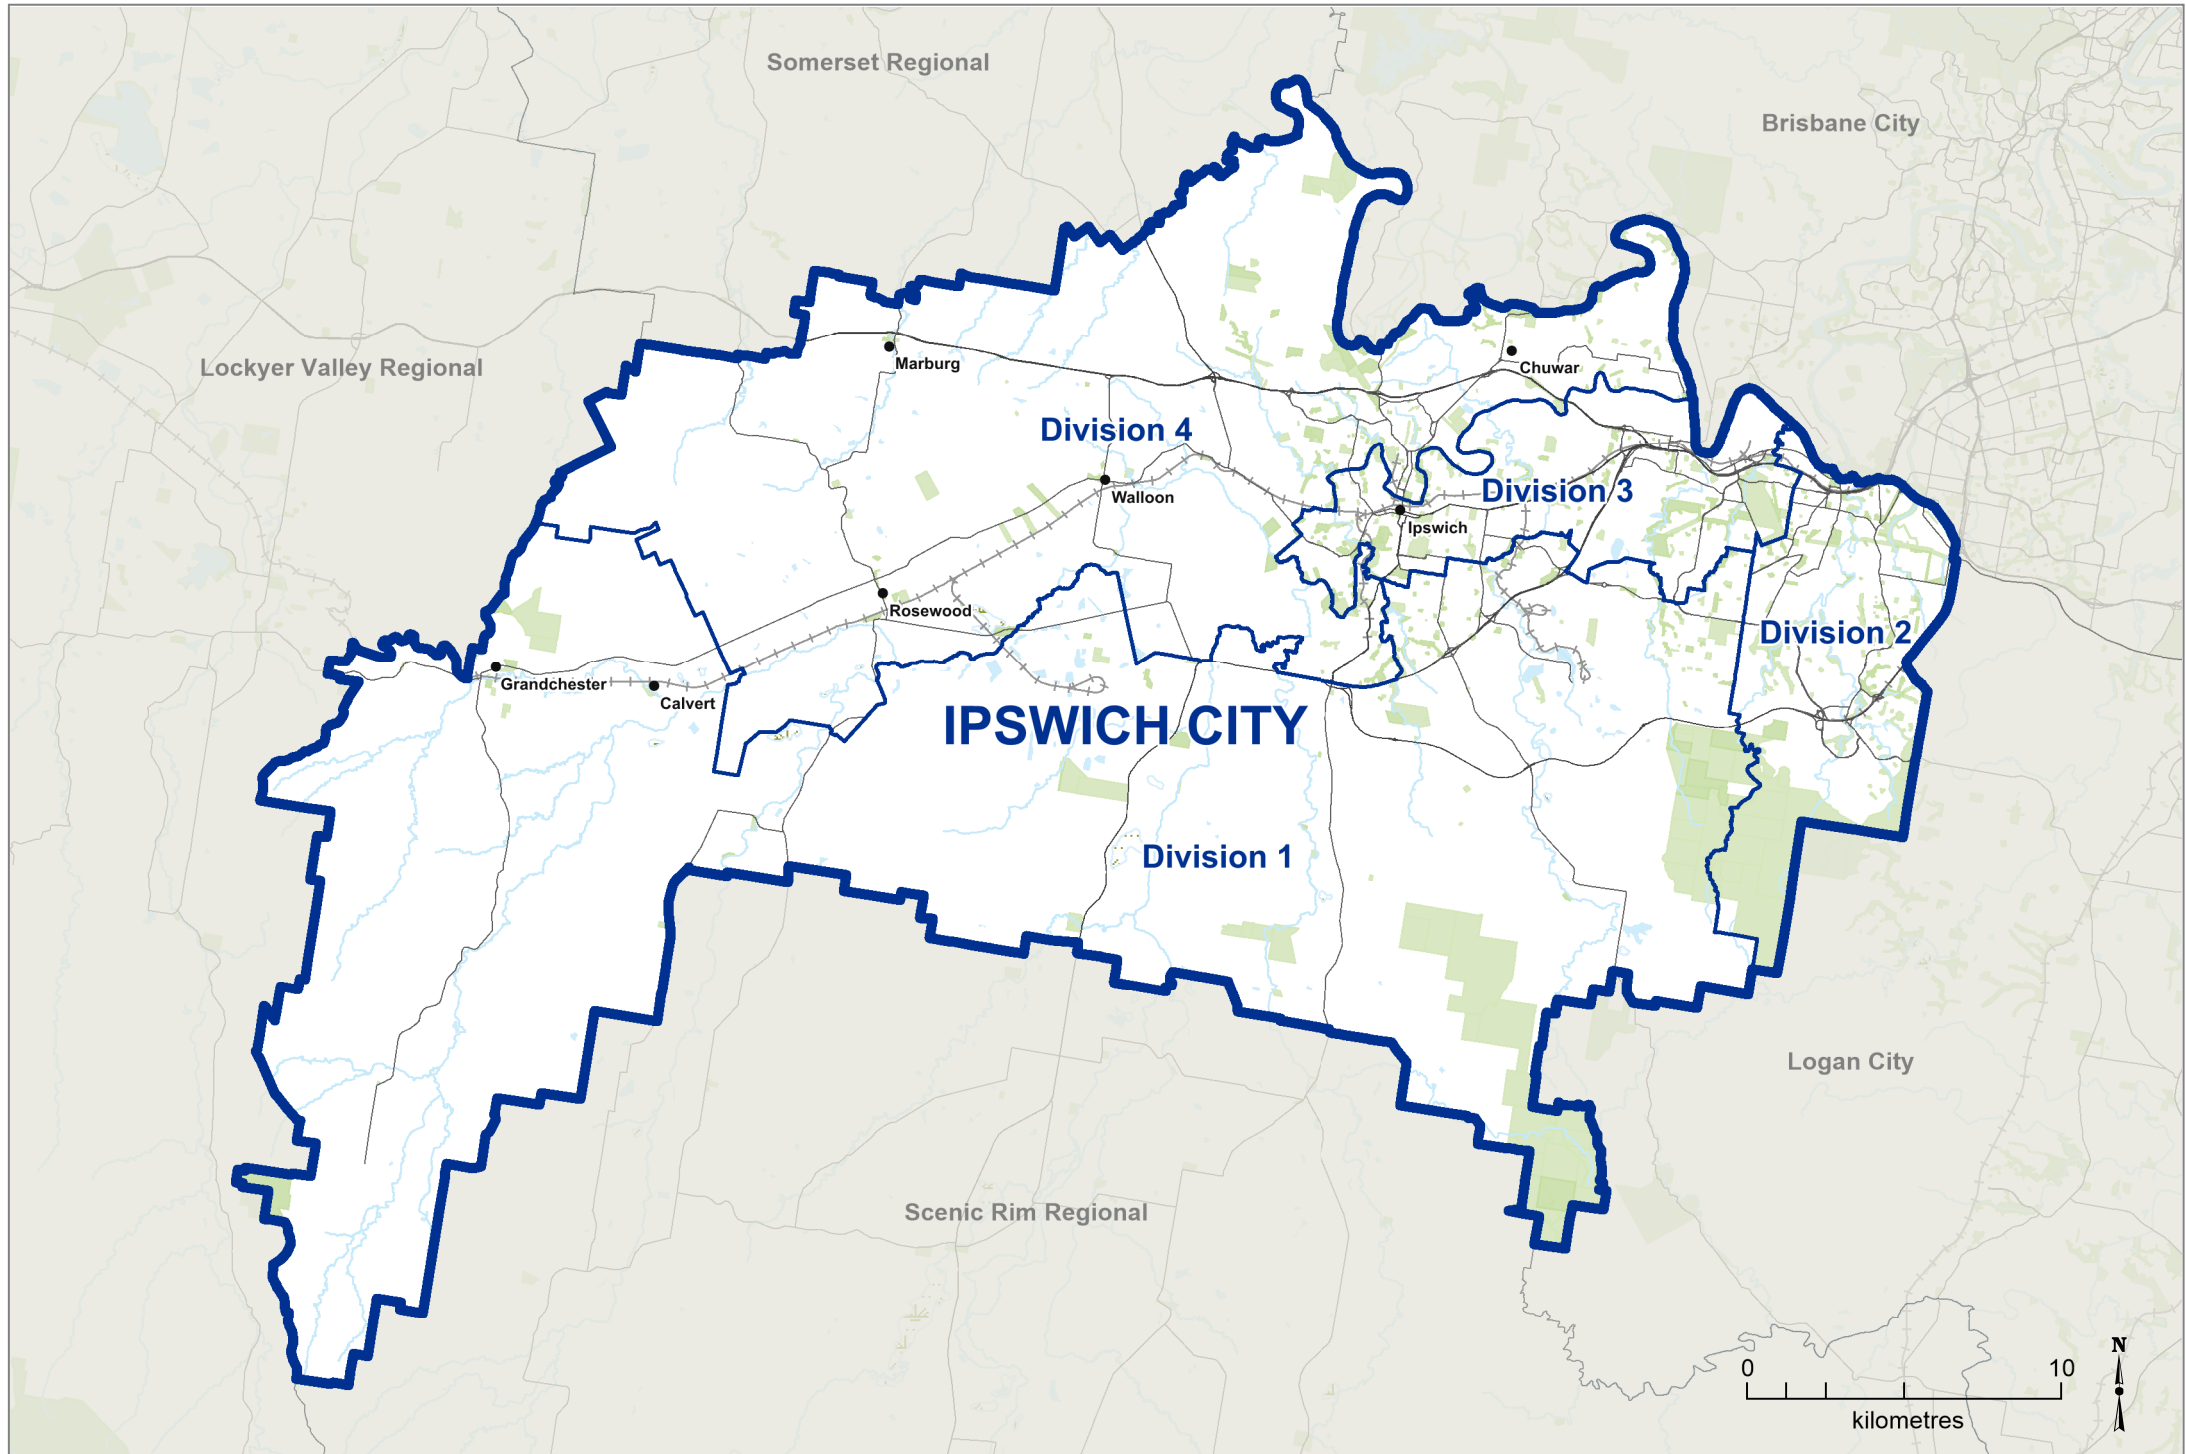 Somerset Regional
Brisbane City
Lockyer Valley Regional
Marburg
Chuwar
Division 4
Walloon
Division 3
Ipswich
Rosewood
Division 2
Grandchester
Calvert
IPSWICH CITY
Division 1
Logan City
Scenic Rim Regional
N
0 10
kilometres